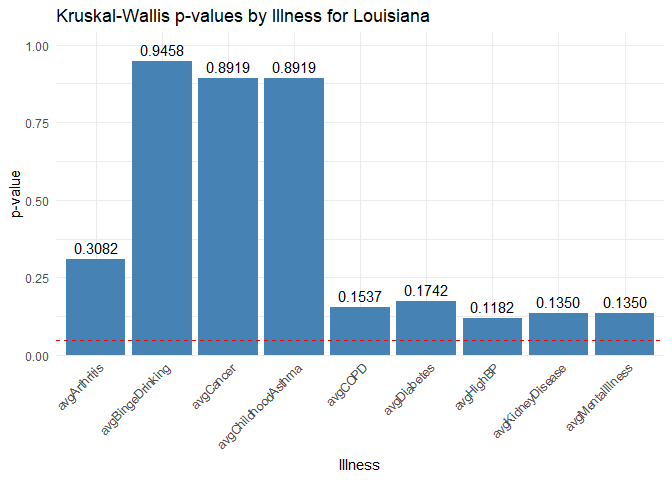 Kruskal-Wallis p-values by Illness for Louisiana
1.00
0.75
0.50
0.25
0.00
p-value
0.3082
0.9458
0.8919
0.8919
0.1537
0.1742
0.1182
0.1350
0.1350
avgArthritis
avgBingeDrinking
avgCancer
avgChildhoodAsthma
avgCOPD
avgDiabetes
avgHighBP
avgKidneyDisease
avgMentalIllness
Illness